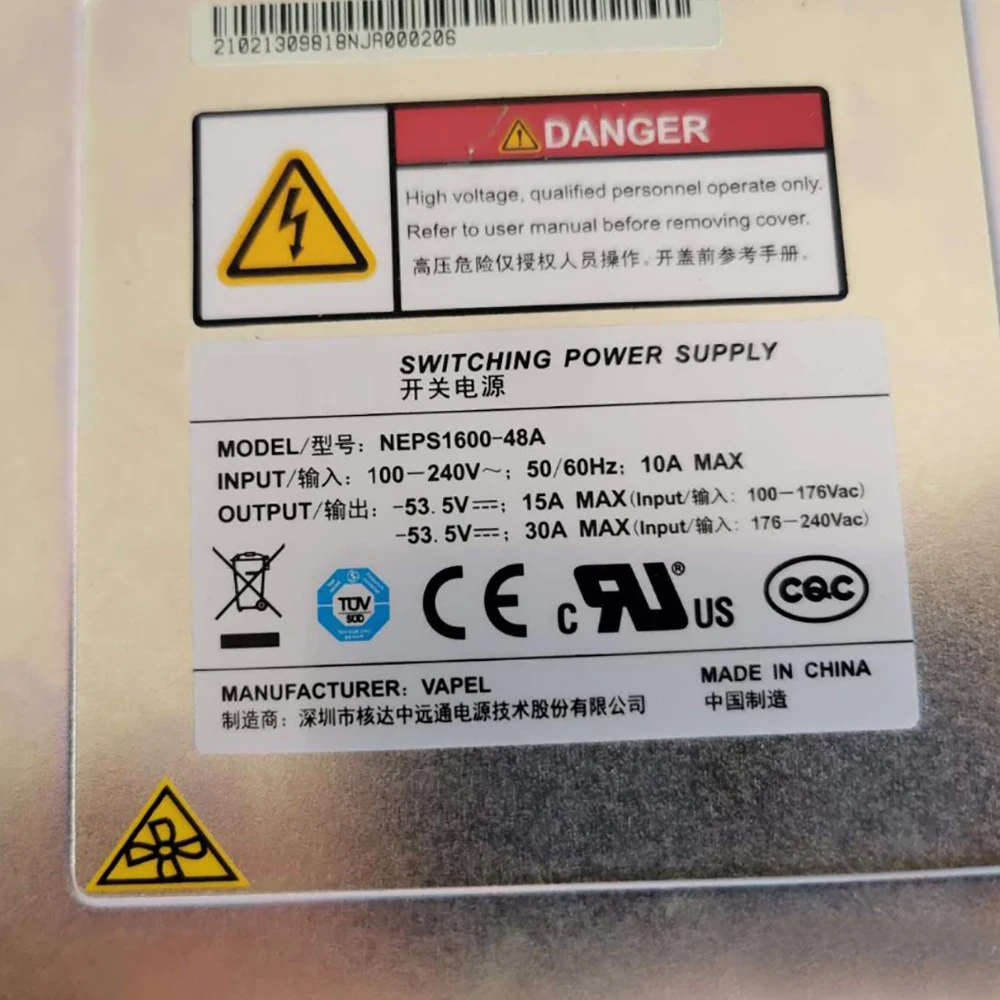 21021309818NJA000206
DANGER
High voltage, qualified personnel operate only.
Refer to user manual before removing cover.
高压危险仅授权人员操作。开盖前参考手册。
SWITCHING POWER SUPPLY
开关电源
MODEL/型号: NEPS1600-48A
INPUT/输入: 100-240V~; 50/60Hz; 10A MAX
OUTPUT/输出: -53.5V⎓; 15A MAX(Input/输入: 100-176Vac)
-53.5V⎓; 30A MAX(Input/输入: 176-240Vac)
TÜV SÜD CE c RU® US CQC
MANUFACTURER: VAPEL MADE IN CHINA
制造商: 深圳市核达中远通电源技术股份有限公司 中国制造